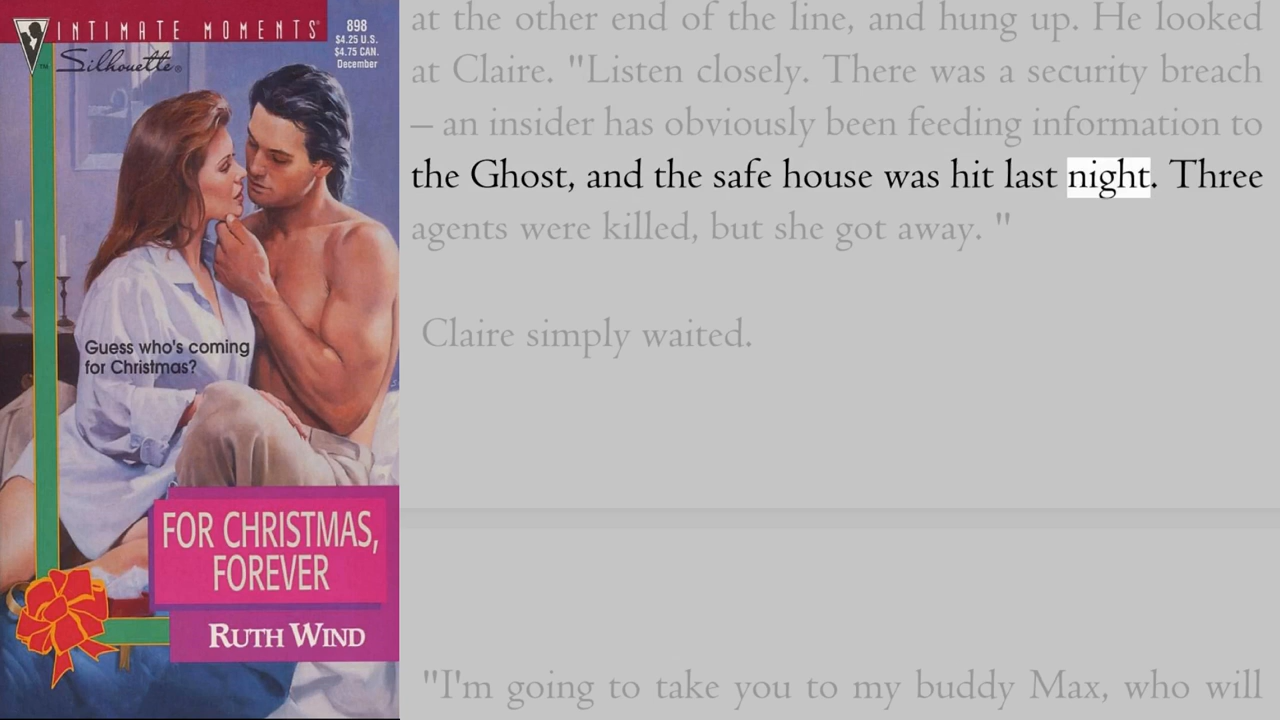 INTIMATE MOMENTS®
898
$4.25 U.S.
$4.75 CAN.
December
TM
Silhouette®
Guess who's coming
for Christmas?
FOR CHRISTMAS,
FOREVER
RUTH WIND
at the other end of the line, and hung up. He looked
at Claire. "Listen closely. There was a security breach
– an insider has obviously been feeding information to
the Ghost, and the safe house was hit last night. Three
agents were killed, but she got away. "
Claire simply waited.
"I'm going to take you to my buddy Max, who will